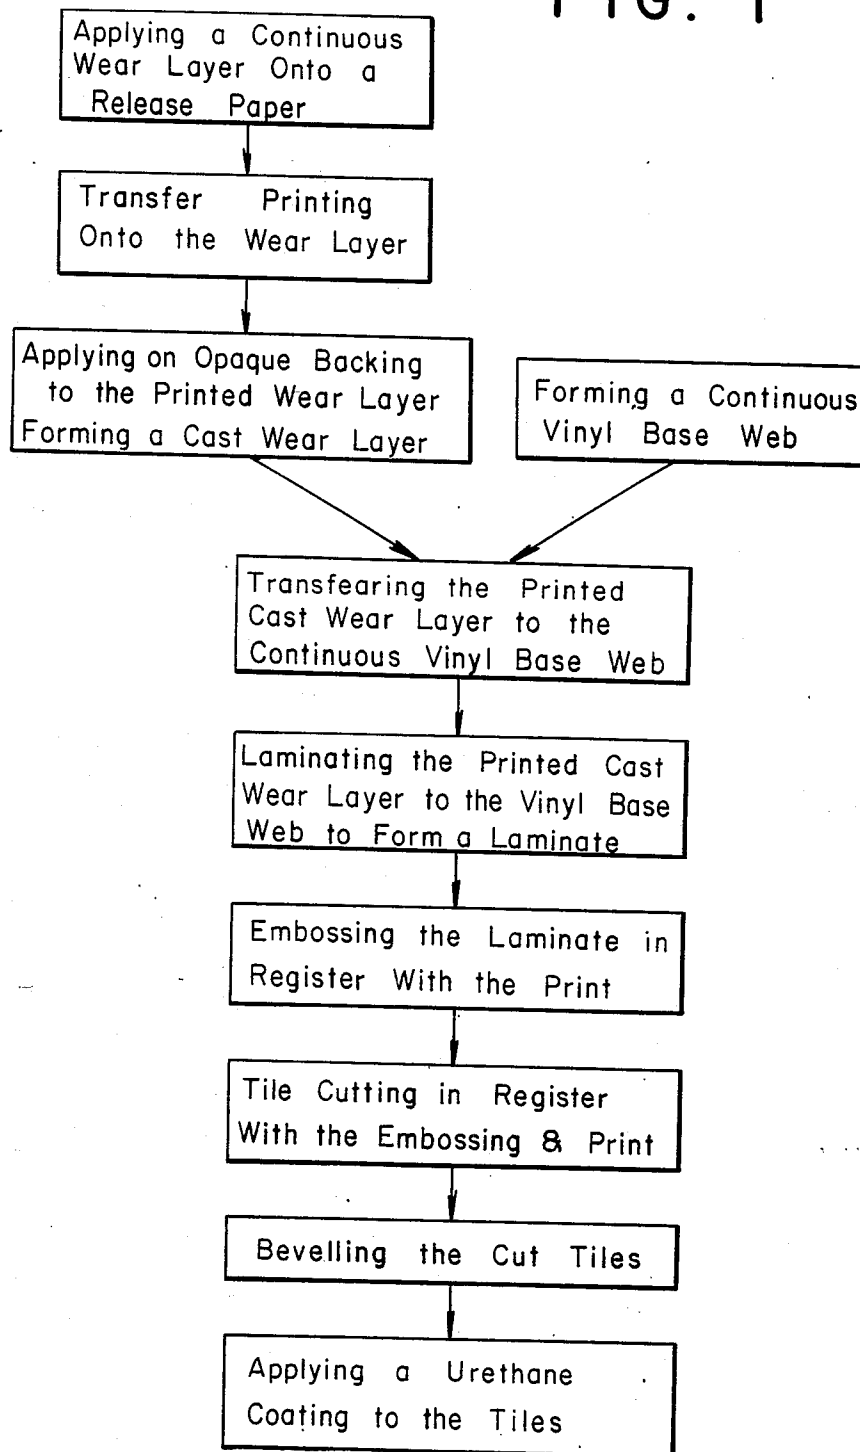 FIG. 1
Applying a Continuous
Wear Layer Onto a
Release Paper
Transfer Printing
Onto the Wear Layer
Applying on Opaque Backing
to the Printed Wear Layer
Forming a Cast Wear Layer
Forming a Continuous
Vinyl Base Web
Transfearing the Printed
Cast Wear Layer to the
Continuous Vinyl Base Web
Laminating the Printed Cast
Wear Layer to the Vinyl Base
Web to Form a Laminate
Embossing the Laminate in
Register With the Print
Tile Cutting in Register
With the Embossing & Print
Bevelling the Cut Tiles
Applying a Urethane
Coating to the Tiles